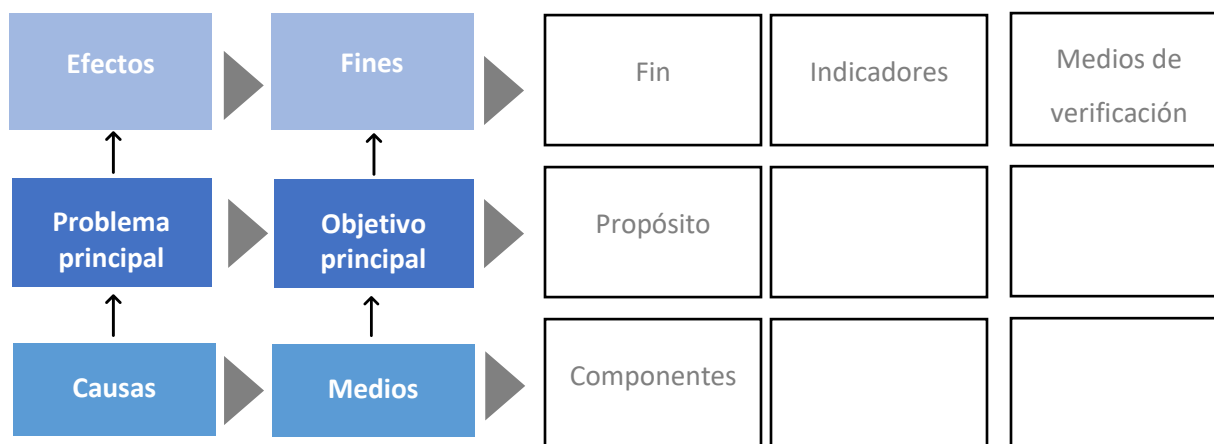 Efectos
Fines
Fin
Indicadores
Medios de
verificación
Problema
principal
Objetivo
principal
Propósito
Causas
Medios
Componentes